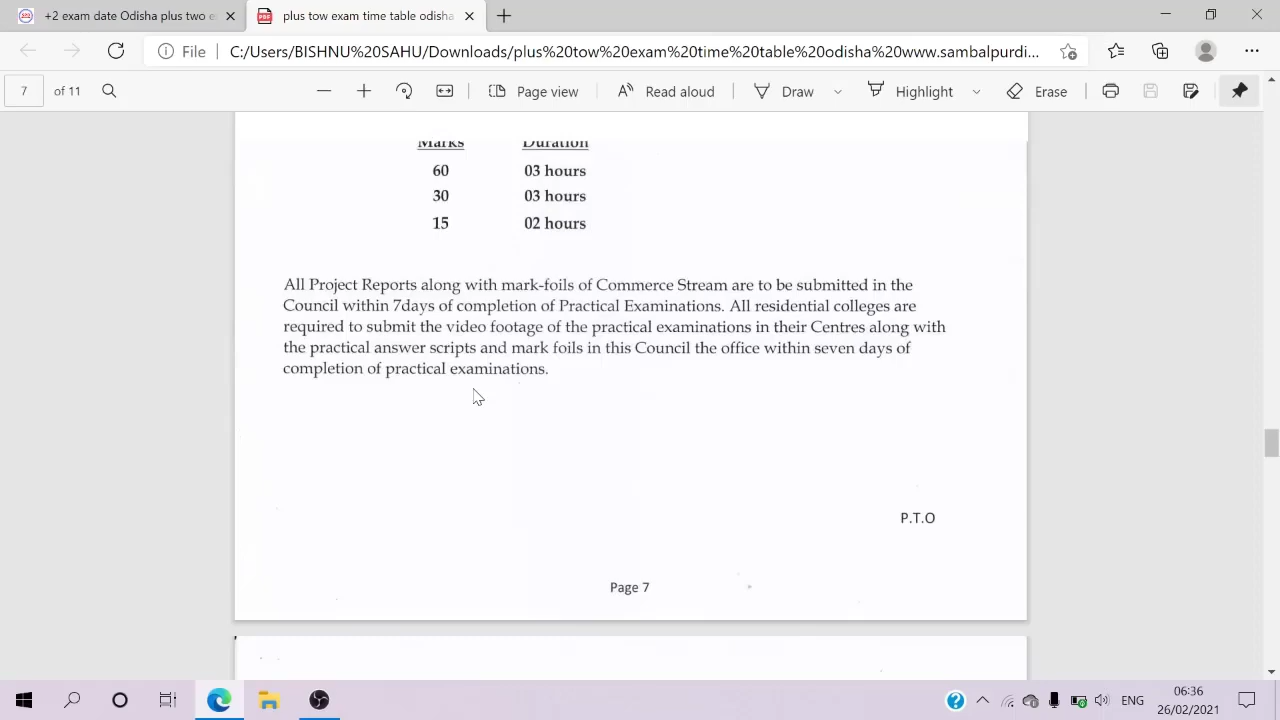 +2 exam date Odisha plus two e
plus tow exam time table odisha
File
C:/Users/BISHNU%20SAHU/Downloads/plus%20tow%20exam%20time%20table%20odisha%20www.sambalpurdi...
7 of 11
Page view
Read aloud
Draw
Highlight
Erase
Marks Duration
60 03 hours
30 03 hours
15 02 hours
All Project Reports along with mark-foils of Commerce Stream are to be submitted in the
Council within 7days of completion of Practical Examinations. All residential colleges are
required to submit the video footage of the practical examinations in their Centres along with
the practical answer scripts and mark foils in this Council the office within seven days of
completion of practical examinations.
P.T.O
Page 7
ENG
06:36
26/02/2021